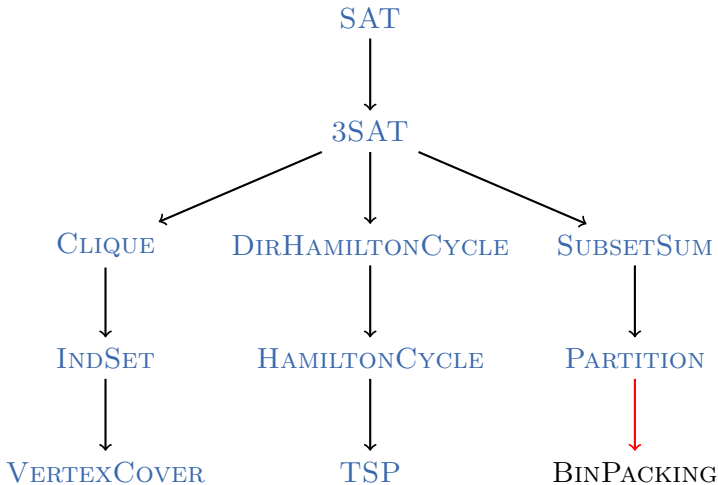 SAT
3SAT
CLIQUE DIRHAMILTONCYCLE SUBSETSUM
INDSET HAMILTONCYCLE PARTITION
VERTEXCOVER TSP BINPACKING